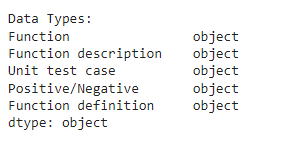 Data Types:
Function                object
Function description    object
Unit test case          object
Positive/Negative       object
Function definition     object
dtype: object